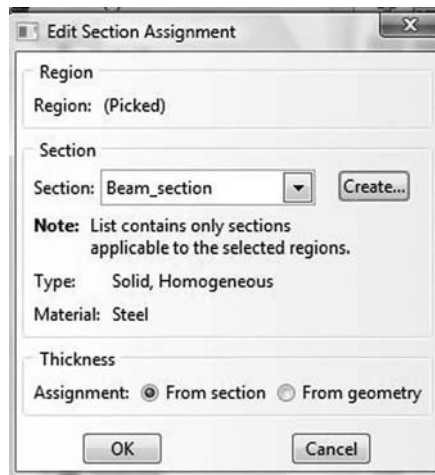 Edit Section Assignment
Region
Region: (Picked)
Section
Section: Beam_section Create...
Note: List contains only sections
applicable to the selected regions.
Type: Solid, Homogeneous
Material: Steel
Thickness
Assignment: From section From geometry
OK Cancel